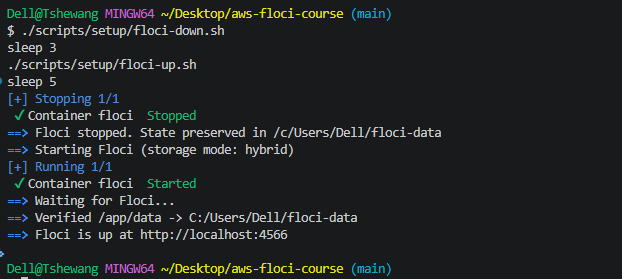 Dell@Tshewang MINGW64 ~/Desktop/aws-floci-course (main)
$ ./scripts/setup/floci-down.sh
sleep 3
./scripts/setup/floci-up.sh
sleep 5
[+] Stopping 1/1
✔ Container floci  Stopped
==> Floci stopped. State preserved in /c/Users/Dell/floci-data
==> Starting Floci (storage mode: hybrid)
[+] Running 1/1
✔ Container floci  Started
==> Waiting for Floci...
==> Verified /app/data -> C:/Users/Dell/floci-data
==> Floci is up at http://localhost:4566
Dell@Tshewang MINGW64 ~/Desktop/aws-floci-course (main)